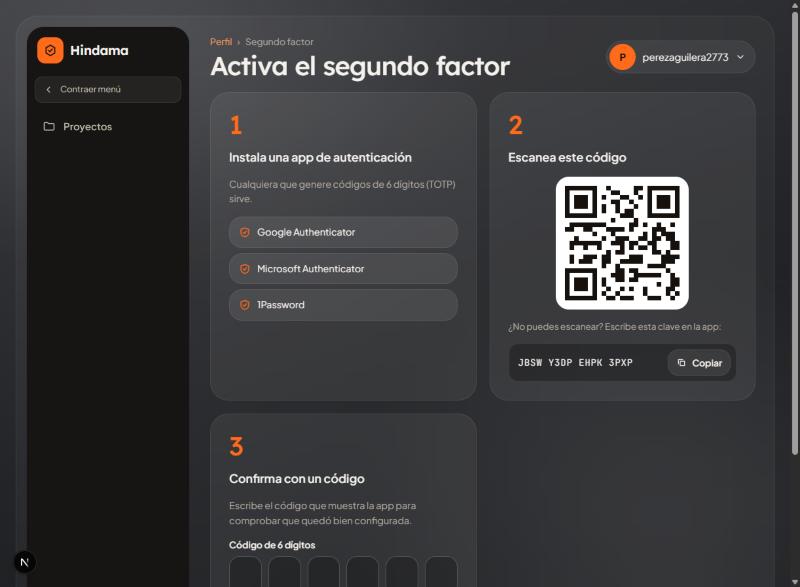 Hindama
Contraer menú
Proyectos
Perfil › Segundo factor
Activa el segundo factor
P perezaguilera2773
1
Instala una app de autenticación
Cualquiera que genere códigos de 6 dígitos (TOTP)
sirve.
Google Authenticator
Microsoft Authenticator
1Password
2
Escanea este código
¿No puedes escanear? Escribe esta clave en la app:
JBSW Y3DP EHPK 3PXP
Copiar
3
Confirma con un código
Escribe el código que muestra la app para
comprobar que quedó bien configurada.
Código de 6 dígitos
N